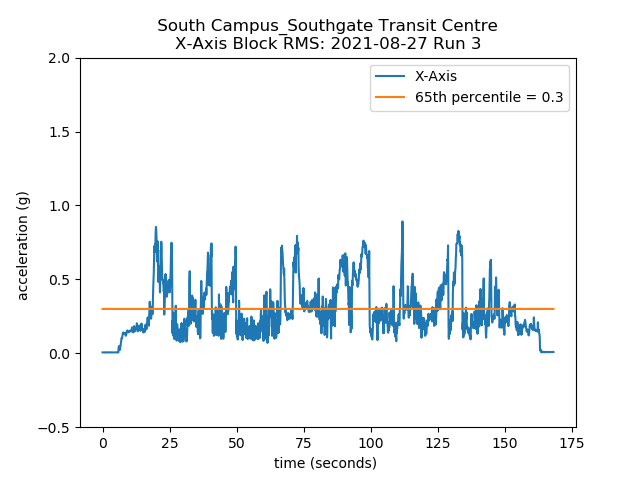 South Campus_Southgate Transit Centre
X-Axis Block RMS: 2021-08-27 Run 3
2.0
X-Axis
65th percentile = 0.3
1.5
1.0
acceleration (g)
0.5
0.0
−0.5
0 25 50 75 100 125 150 175
time (seconds)